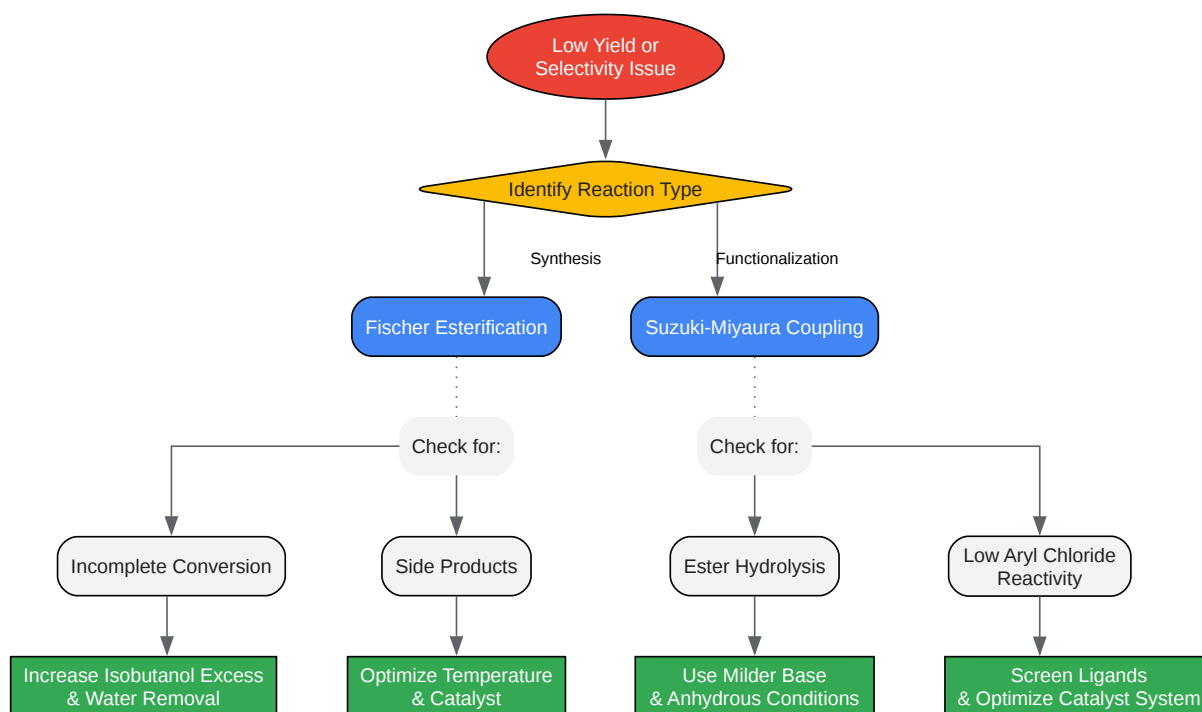 Low Yield or
Selectivity Issue
Identify Reaction Type
Synthesis
Functionalization
Fischer Esterification
Suzuki-Miyaura Coupling
Check for:
Check for:
Incomplete Conversion
Side Products
Ester Hydrolysis
Low Aryl Chloride
Reactivity
Increase Isobutanol Excess
& Water Removal
Optimize Temperature
& Catalyst
Use Milder Base
& Anhydrous Conditions
Screen Ligands
& Optimize Catalyst System